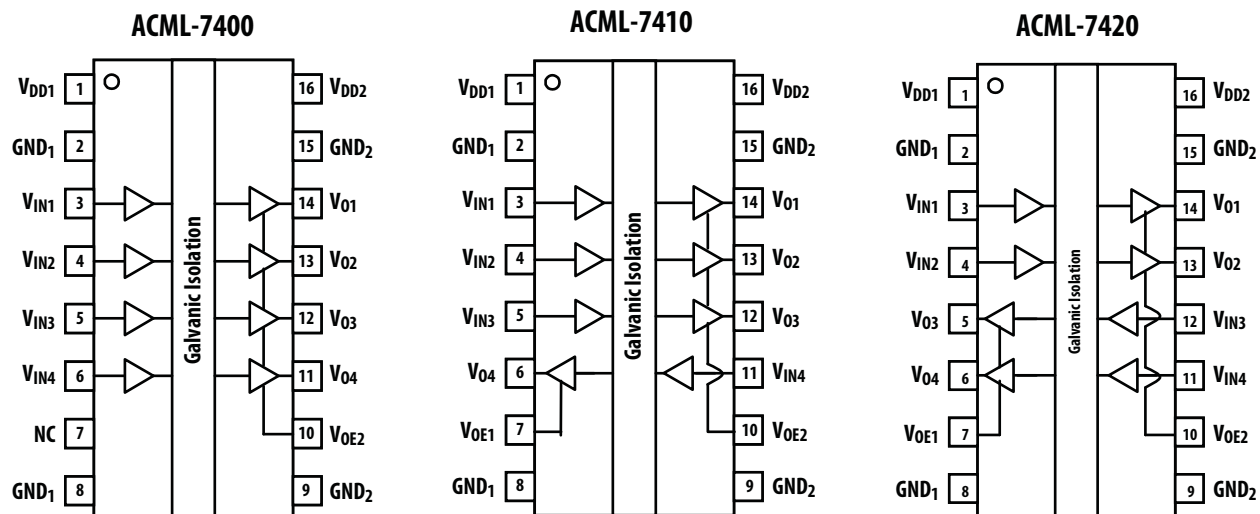 ACML-7400
VDD1 1 16 VDD2
GND1 2 15 GND2
VIN1 3 14 VO1
VIN2 4 13 VO2
VIN3 5 12 VO3
VIN4 6 11 VO4
NC 7 10 VOE2
GND1 8 9 GND2
Galvanic Isolation
ACML-7410
VDD1 1 16 VDD2
GND1 2 15 GND2
VIN1 3 14 VO1
VIN2 4 13 VO2
VIN3 5 12 VO3
VO4 6 11 VIN4
VOE1 7 10 VOE2
GND1 8 9 GND2
Galvanic Isolation
ACML-7420
VDD1 1 16 VDD2
GND1 2 15 GND2
VIN1 3 14 VO1
VIN2 4 13 VO2
VO3 5 12 VIN3
VO4 6 11 VIN4
VOE1 7 10 VOE2
GND1 8 9 GND2
Galvanic Isolation